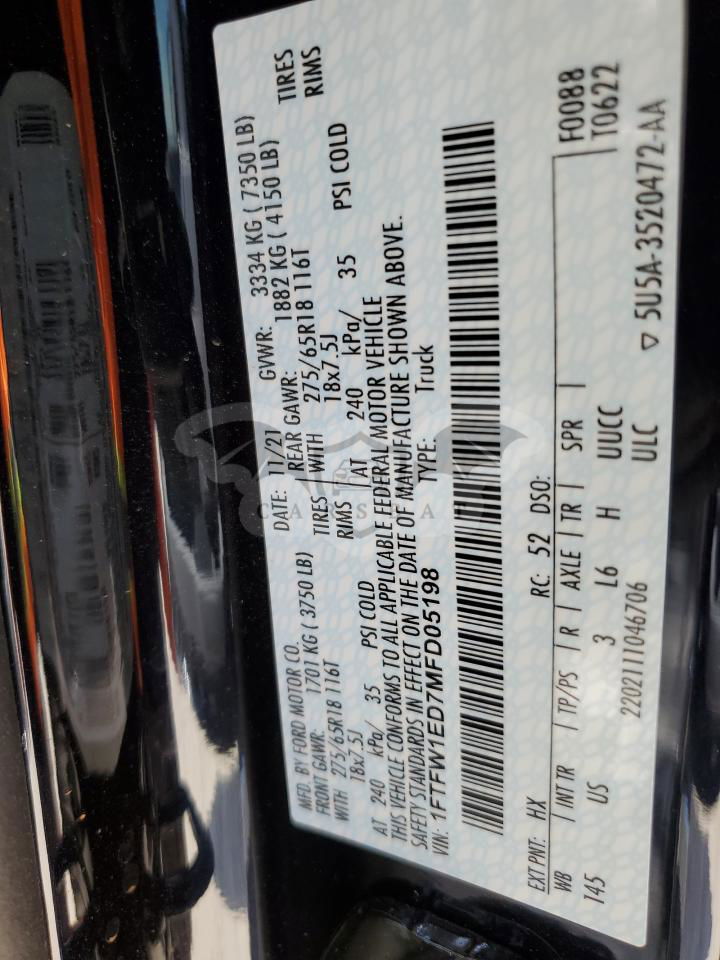 MFD. BY FORD MOTOR CO.
DATE: 11/21 GVWR: 3334 KG ( 7350 LB)
FRONT GAWR: 1701 KG ( 3750 LB) REAR GAWR: 1882 KG ( 4150 LB)
WITH 275/65R18 116T TIRES WITH 275/65R18 116T TIRES
18x7.5J RIMS 18x7.5J RIMS
AT 240 kPa/ 35 PSI COLD AT 240 kPa/ 35 PSI COLD
THIS VEHICLE CONFORMS TO ALL APPLICABLE FEDERAL MOTOR VEHICLE
SAFETY STANDARDS IN EFFECT ON THE DATE OF MANUFACTURE SHOWN ABOVE.
VIN: 1FTFW1ED7MFD05198 TYPE: Truck
EXT PNT: HX RC: 52 DSO: F0088
WB INT TR TP/PS R AXLE TR SPR T0622
145 US 3 L6 H UUCC
2202111046706 ULC
▽ 5U5A-3520472-AA